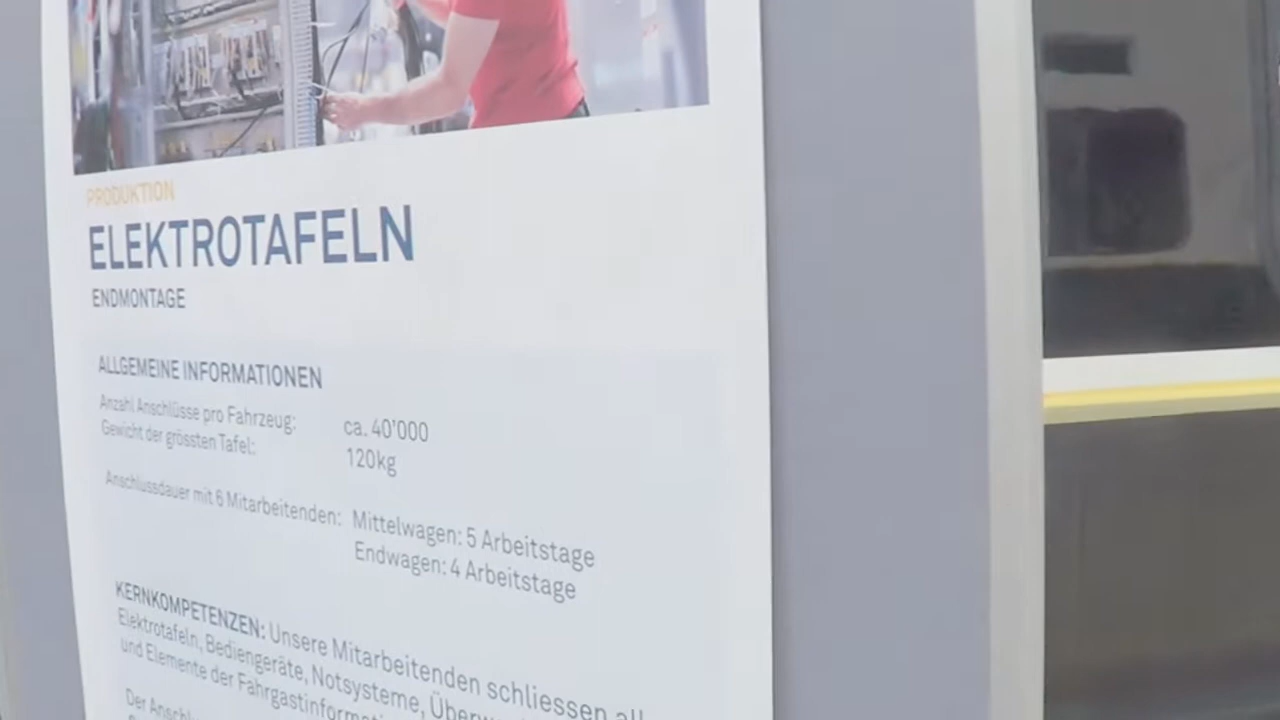 PRODUKTION
ELEKTROTAFELN
ENDMONTAGE
ALLGEMEINE INFORMATIONEN
Anzahl Anschlüsse pro Fahrzeug: ca. 40'000
Gewicht der grössten Tafel: 120kg
Anschlussdauer mit 6 Mitarbeitenden: Mittelwagen: 5 Arbeitstage
Endwagen: 4 Arbeitstage
KERNKOMPETENZEN: Unsere Mitarbeitenden schliessen
Elektrotafeln, Bediengeräte, Notsysteme,
und Elemente der
Der